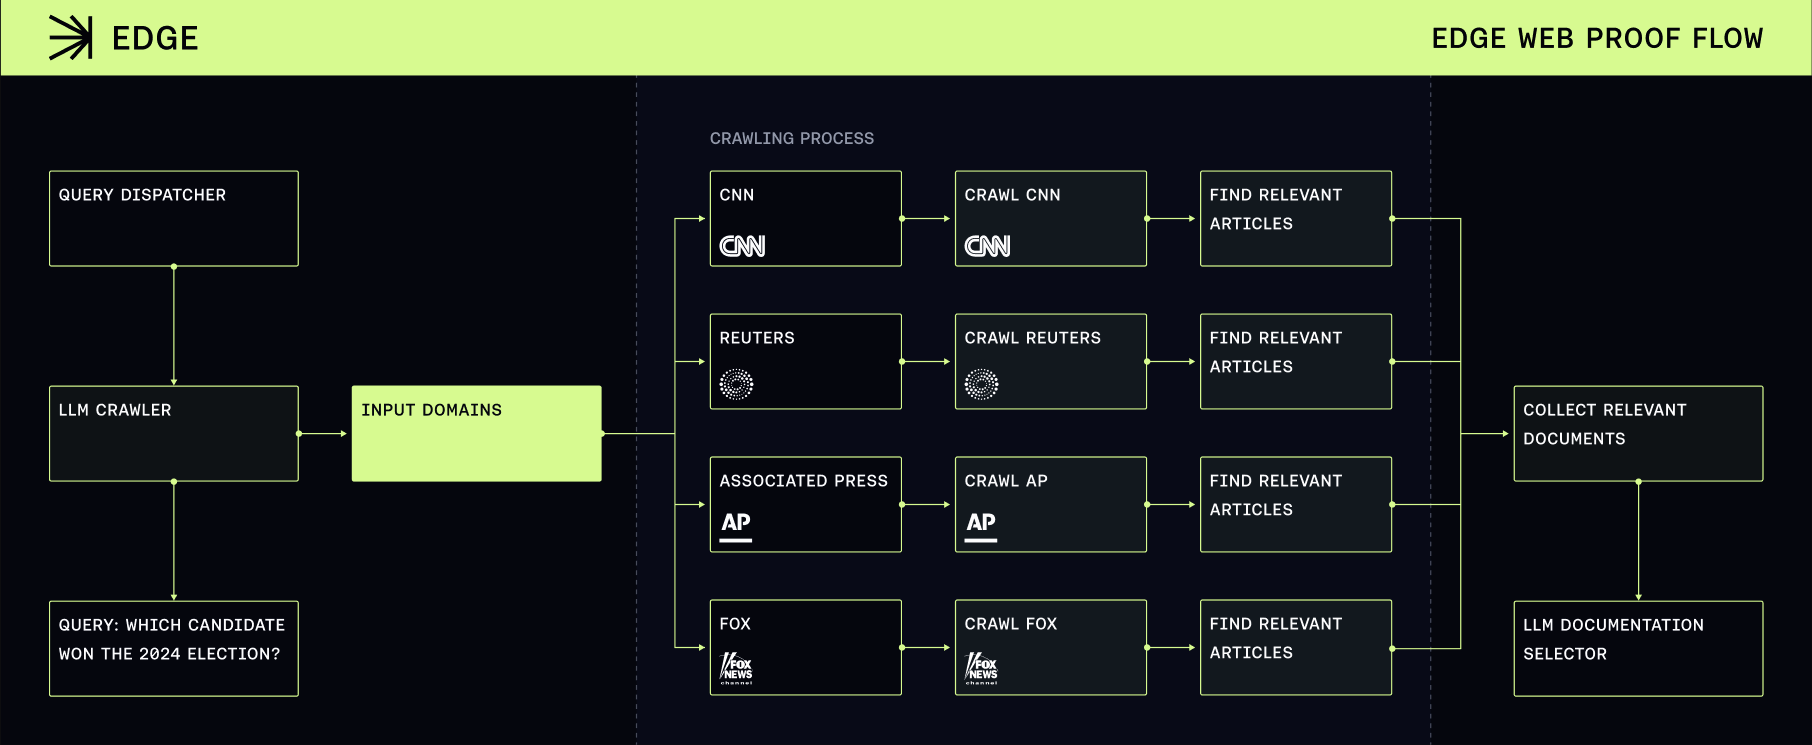 EDGE
EDGE WEB PROOF FLOW
CRAWLING PROCESS
QUERY DISPATCHER
LLM CRAWLER
QUERY: WHICH CANDIDATE
WON THE 2024 ELECTION?
INPUT DOMAINS
CNN
CNN
CRAWL CNN
CNN
FIND RELEVANT
ARTICLES
REUTERS
CRAWL REUTERS
FIND RELEVANT
ARTICLES
ASSOCIATED PRESS
AP
CRAWL AP
AP
FIND RELEVANT
ARTICLES
FOX
FOX
NEWS
channel
CRAWL FOX
FOX
NEWS
channel
FIND RELEVANT
ARTICLES
COLLECT RELEVANT
DOCUMENTS
LLM DOCUMENTATION
SELECTOR